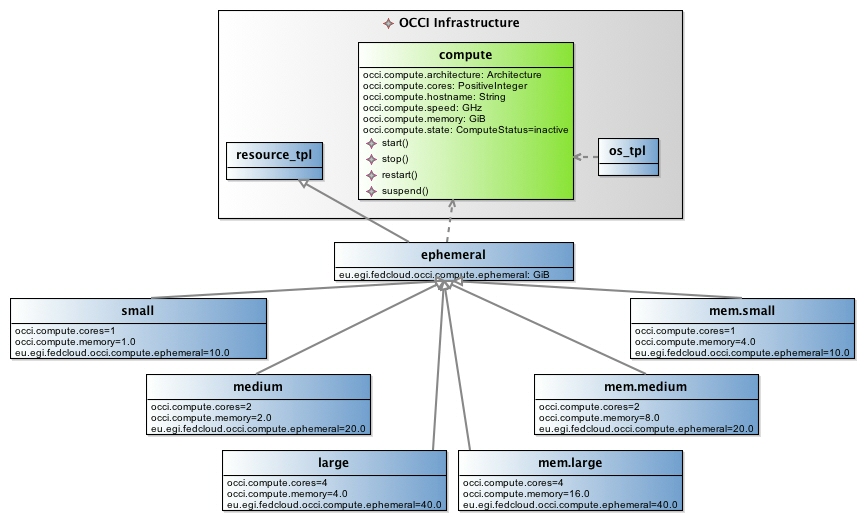 OCCI Infrastructure
compute
occi.compute.architecture: Architecture
occi.compute.cores: PositiveInteger
occi.compute.hostname: String
occi.compute.speed: GHz
occi.compute.memory: GiB
occi.compute.state: ComputeStatus=inactive
start()
stop()
restart()
suspend()
resource_tpl
os_tpl
ephemeral
eu.egi.fedcloud.occi.compute.ephemeral: GiB
small
occi.compute.cores=1
occi.compute.memory=1.0
eu.egi.fedcloud.occi.compute.ephemeral=10.0
mem.small
occi.compute.cores=1
occi.compute.memory=4.0
eu.egi.fedcloud.occi.compute.ephemeral=10.0
medium
occi.compute.cores=2
occi.compute.memory=2.0
eu.egi.fedcloud.occi.compute.ephemeral=20.0
mem.medium
occi.compute.cores=2
occi.compute.memory=8.0
eu.egi.fedcloud.occi.compute.ephemeral=20.0
large
occi.compute.cores=4
occi.compute.memory=4.0
eu.egi.fedcloud.occi.compute.ephemeral=40.0
mem.large
occi.compute.cores=4
occi.compute.memory=16.0
eu.egi.fedcloud.occi.compute.ephemeral=40.0